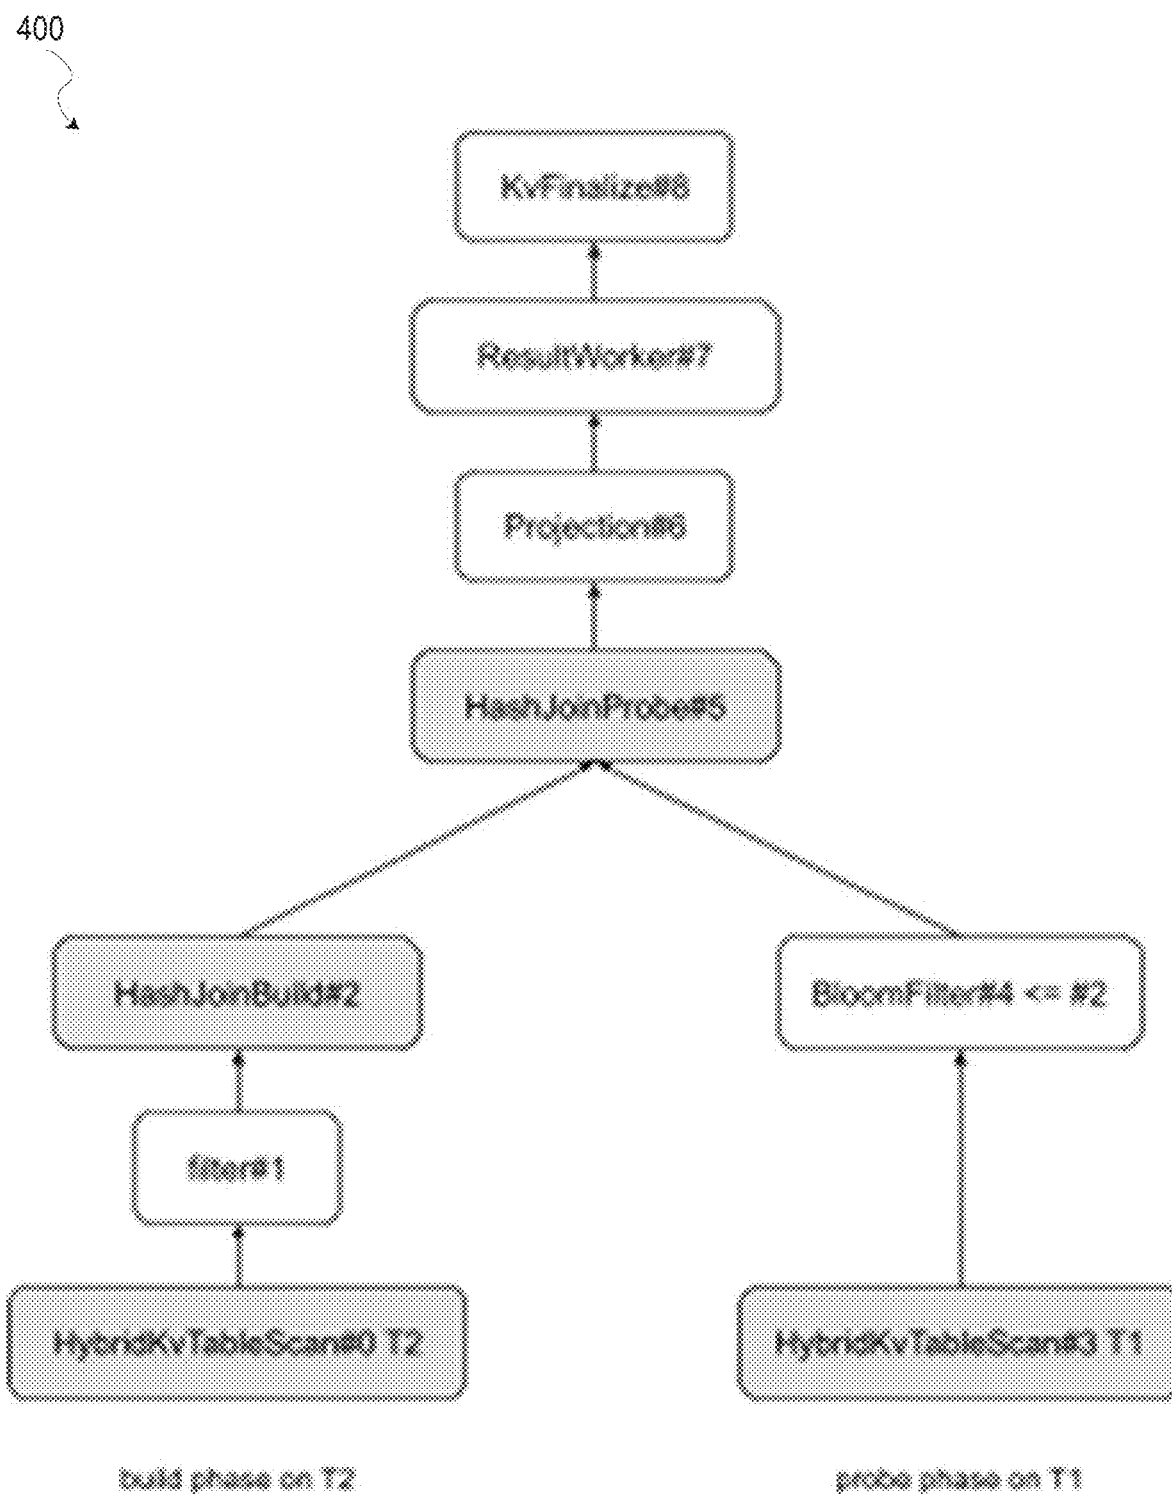 400
KvFinalize#8
ResultWorker#7
Projection#6
HashJoinProbe#5
HashJoinBuild#2
BloomFilter#4 <= #2
filter#1
HybridKvTableScan#0 T2
HybridKvTableScan#3 T1
build phase on T2
probe phase on T1